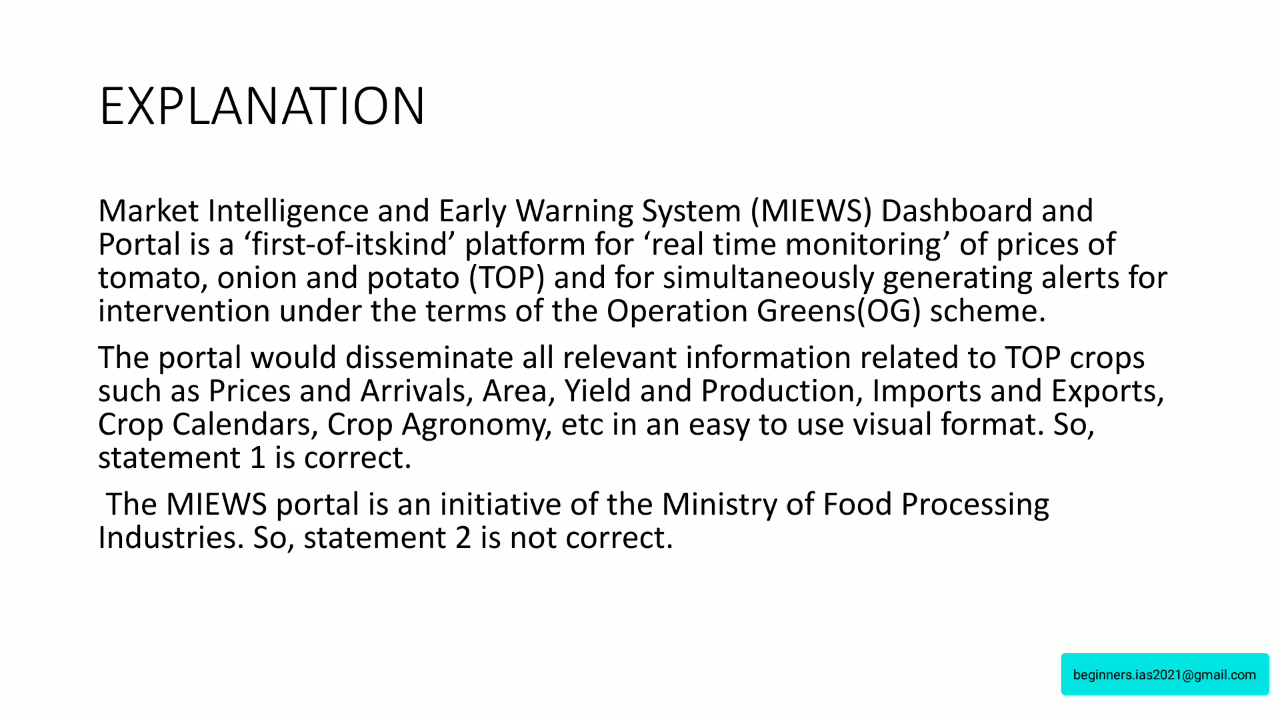 EXPLANATION
Market Intelligence and Early Warning System (MIEWS) Dashboard and
Portal is a ‘first-of-itskind’ platform for ‘real time monitoring’ of prices of
tomato, onion and potato (TOP) and for simultaneously generating alerts for
intervention under the terms of the Operation Greens(OG) scheme.
The portal would disseminate all relevant information related to TOP crops
such as Prices and Arrivals, Area, Yield and Production, Imports and Exports,
Crop Calendars, Crop Agronomy, etc in an easy to use visual format. So,
statement 1 is correct.
The MIEWS portal is an initiative of the Ministry of Food Processing
Industries. So, statement 2 is not correct.
beginners.ias2021@gmail.com